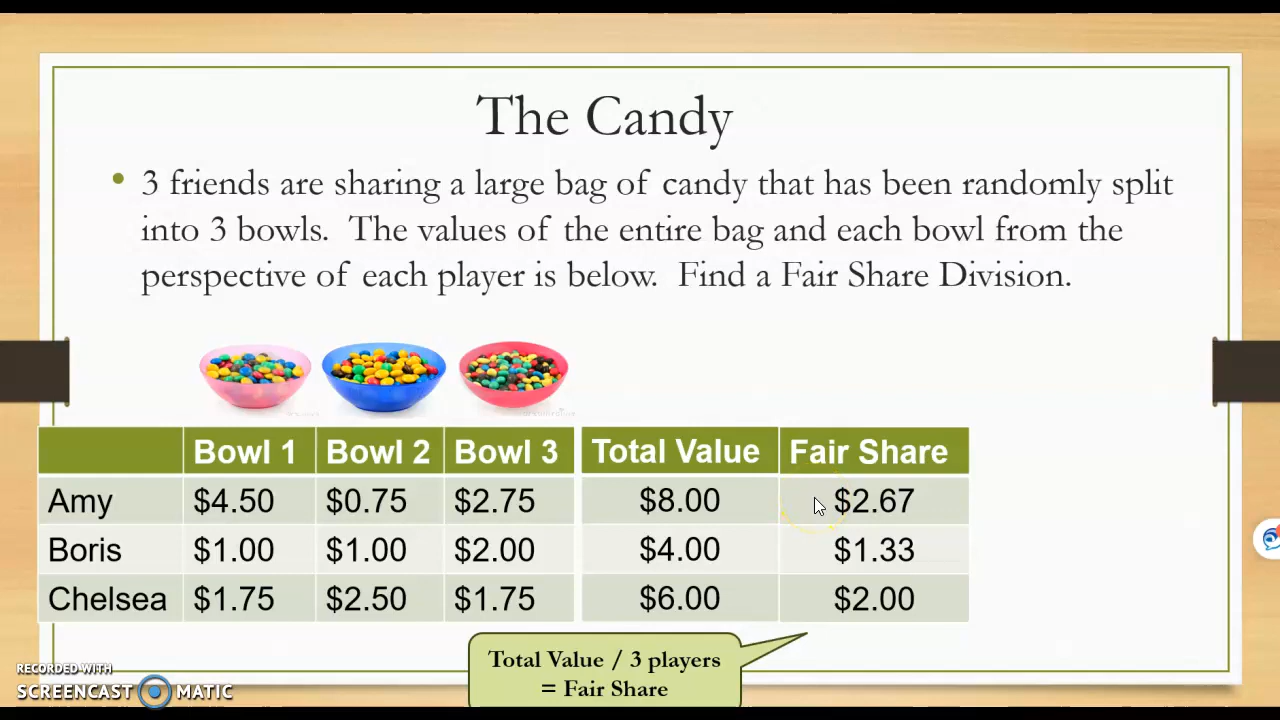 The Candy
3 friends are sharing a large bag of candy that has been randomly split
into 3 bowls. The values of the entire bag and each bowl from the
perspective of each player is below. Find a Fair Share Division.
Bowl 1 Bowl 2 Bowl 3 Total Value Fair Share
Amy $4.50 $0.75 $2.75 $8.00 $2.67
Boris $1.00 $1.00 $2.00 $4.00 $1.33
Chelsea $1.75 $2.50 $1.75 $6.00 $2.00
Total Value / 3 players
= Fair Share
RECORDED WITH
SCREENCAST MATIC